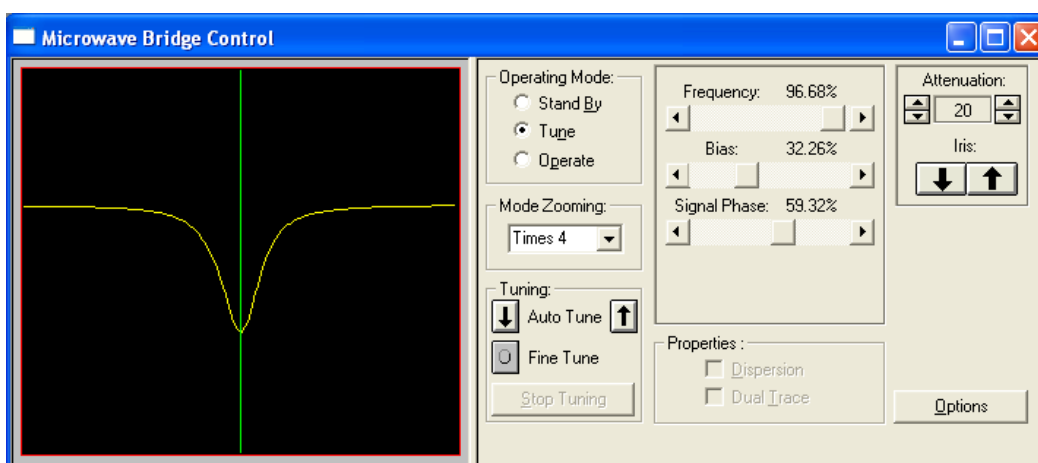 Microwave Bridge Control
Operating Mode:
Stand By
Tune
Operate
Mode Zooming:
Times 4
Tuning:
Auto Tune
Fine Tune
Stop Tuning
Frequency: 96.68%
Bias: 32.26%
Signal Phase: 59.32%
Properties :
Dispersion
Dual Trace
Attenuation:
20
Iris:
Options